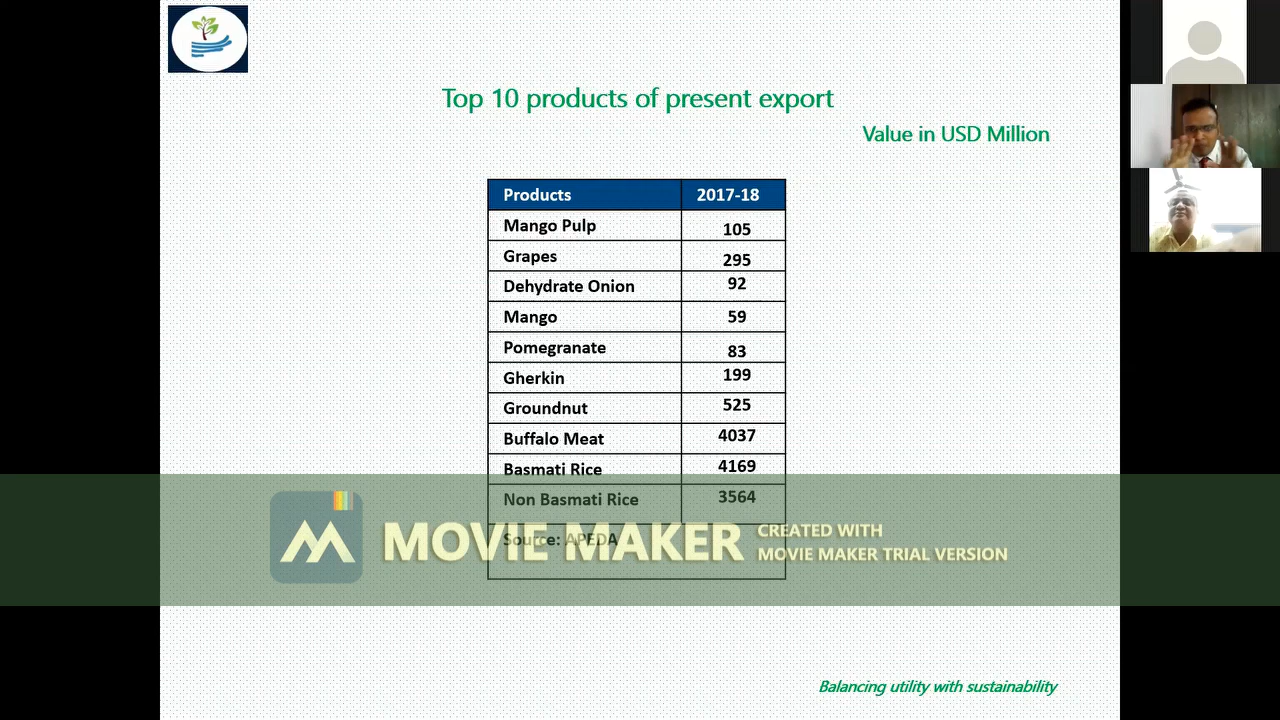 Top 10 products of present export
Value in USD Million
Products 2017-18
Mango Pulp 105
Grapes 295
Dehydrate Onion 92
Mango 59
Pomegranate 83
Gherkin 199
Groundnut 525
Buffalo Meat 4037
Basmati Rice 4169
Non Basmati Rice 3564
Source: APEDA
MOVIE MAKER
CREATED WITH
MOVIE MAKER TRIAL VERSION
Balancing utility with sustainability